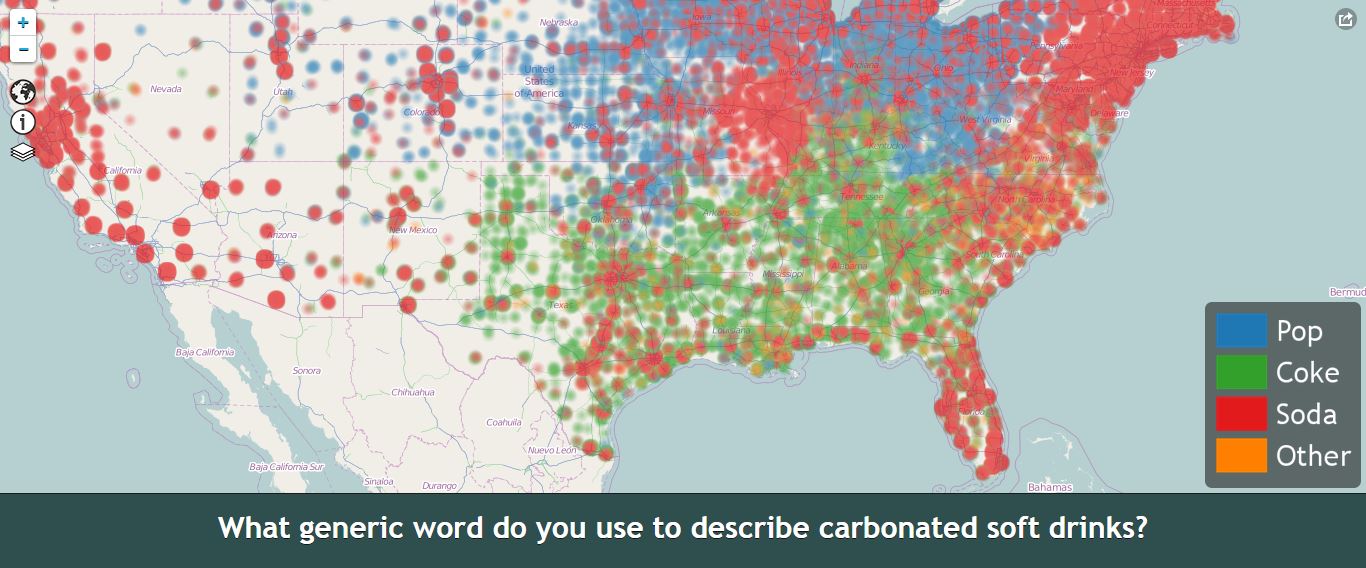 +
−
i
Massachusetts
Connecticut
Nebraska
Iowa
Pennsylvania
New Jersey
Nevada
Utah
United
States
of America
Illinois
Indiana
Ohio
Maryland
Delaware
Colorado
Kansas
Missouri
West Virginia
Kentucky
Virginia
California
Tennessee
North Carolina
Arizona
New Mexico
Oklahoma
Arkansas
Mississippi
Alabama
South Carolina
Georgia
Texas
Louisiana
Florida
Bermud
Baja California
Sonora
Chihuahua
Coahuila
Nuevo León
Baja California Sur
Sinaloa
Durango
Bahamas
Pop
Coke
Soda
Other
What generic word do you use to describe carbonated soft drinks?